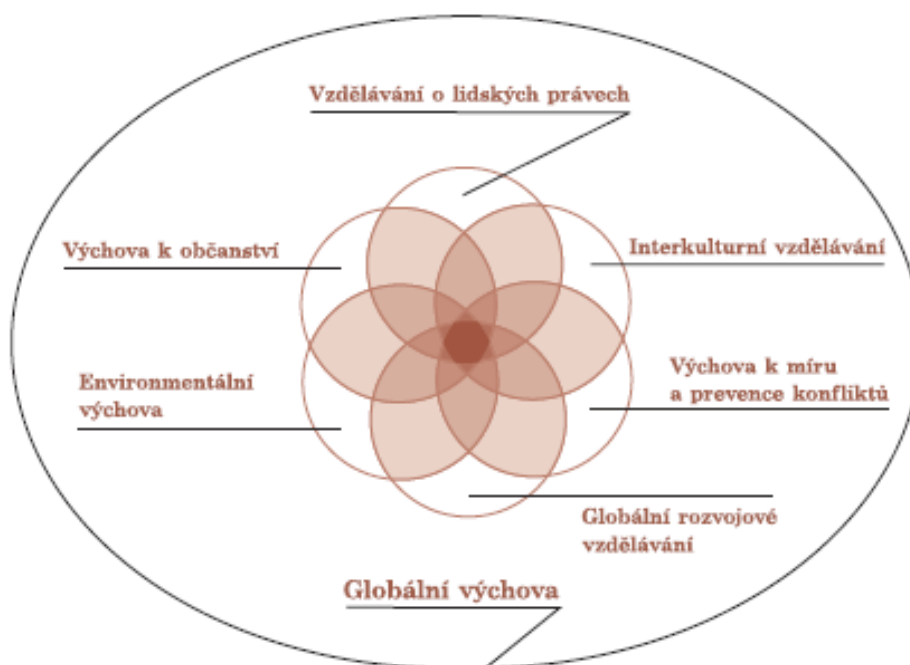 Vzdělávání o lidských právech
Výchova k občanství
Interkulturní vzdělávání
Environmentální
výchova
Výchova k míru
a prevence konfliktů
Globální rozvojové
vzdělávání
Globální výchova